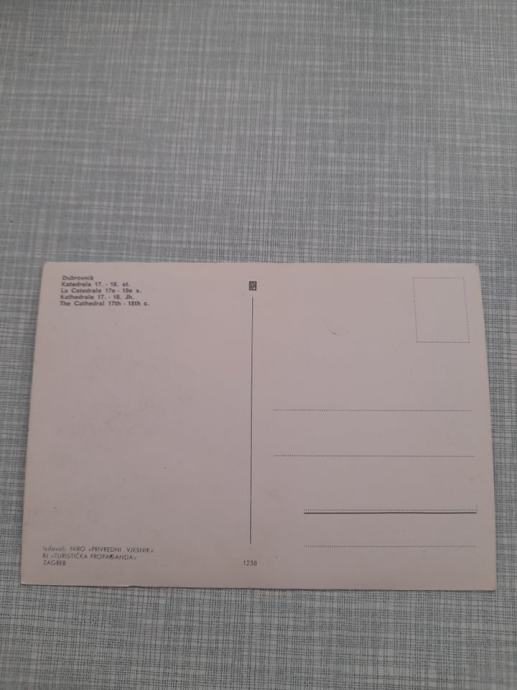 Dubrovnik
Katedrala 17. - 18. st.
La Catedrale 17e - 18e s.
Kathedrale 17. - 18. Jh.
The Cathedral 17th - 18th c.
Izdavač: NIRO »PRIVREDNI VJESNIK«
RJ »TURISTIČKA PROPAGANDA«
ZAGREB
1238